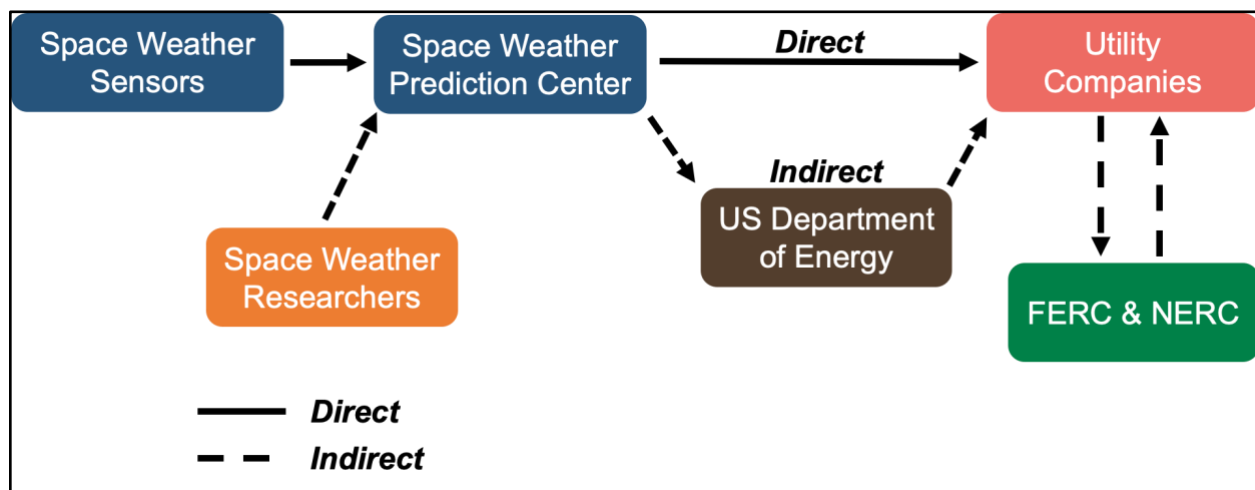 Space Weather
Sensors
Space Weather
Prediction Center
Direct
Utility
Companies
Indirect
US Department
of Energy
Space Weather
Researchers
FERC & NERC
Direct
Indirect